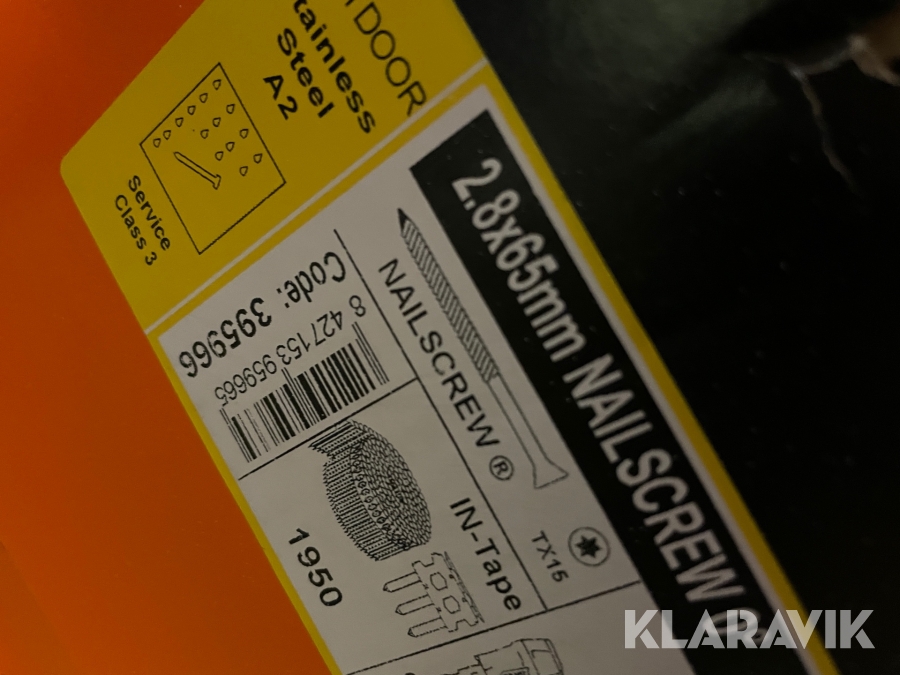 DOOR
tainless
Steel
A2
Service
Class 3
2.8x65mm NAILSCREW
NAILSCREW ®
TX15
Code: 395966
8 427153 959665
IN-Tape
1950
KLARAVIK